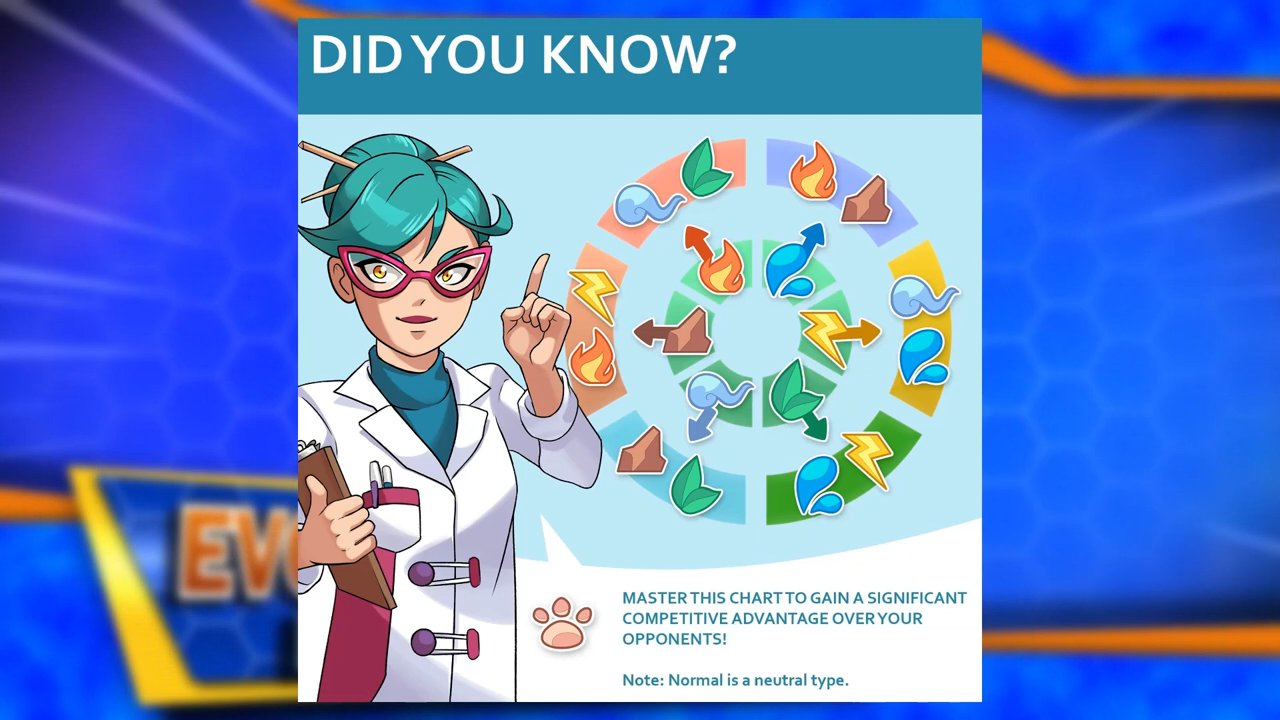 DID YOU KNOW?
EVO
MASTER THIS CHART TO GAIN A SIGNIFICANT
COMPETITIVE ADVANTAGE OVER YOUR
OPPONENTS!
Note: Normal is a neutral type.